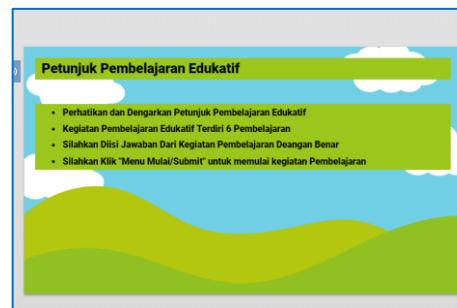 Petunjuk Pembelajaran Edukatif
• Perhatikan dan Dengarkan Petunjuk Pembelajaran Edukatif
• Kegiatan Pembelajaran Edukatif Terdiri 6 Pembelajaran
• Silahkan Diisi Jawaban Dari Kegiatan Pembelajaran Deangan Benar
• Silahkan Klik "Menu Mulai/Submit" untuk memulai kegiatan Pembelajaran